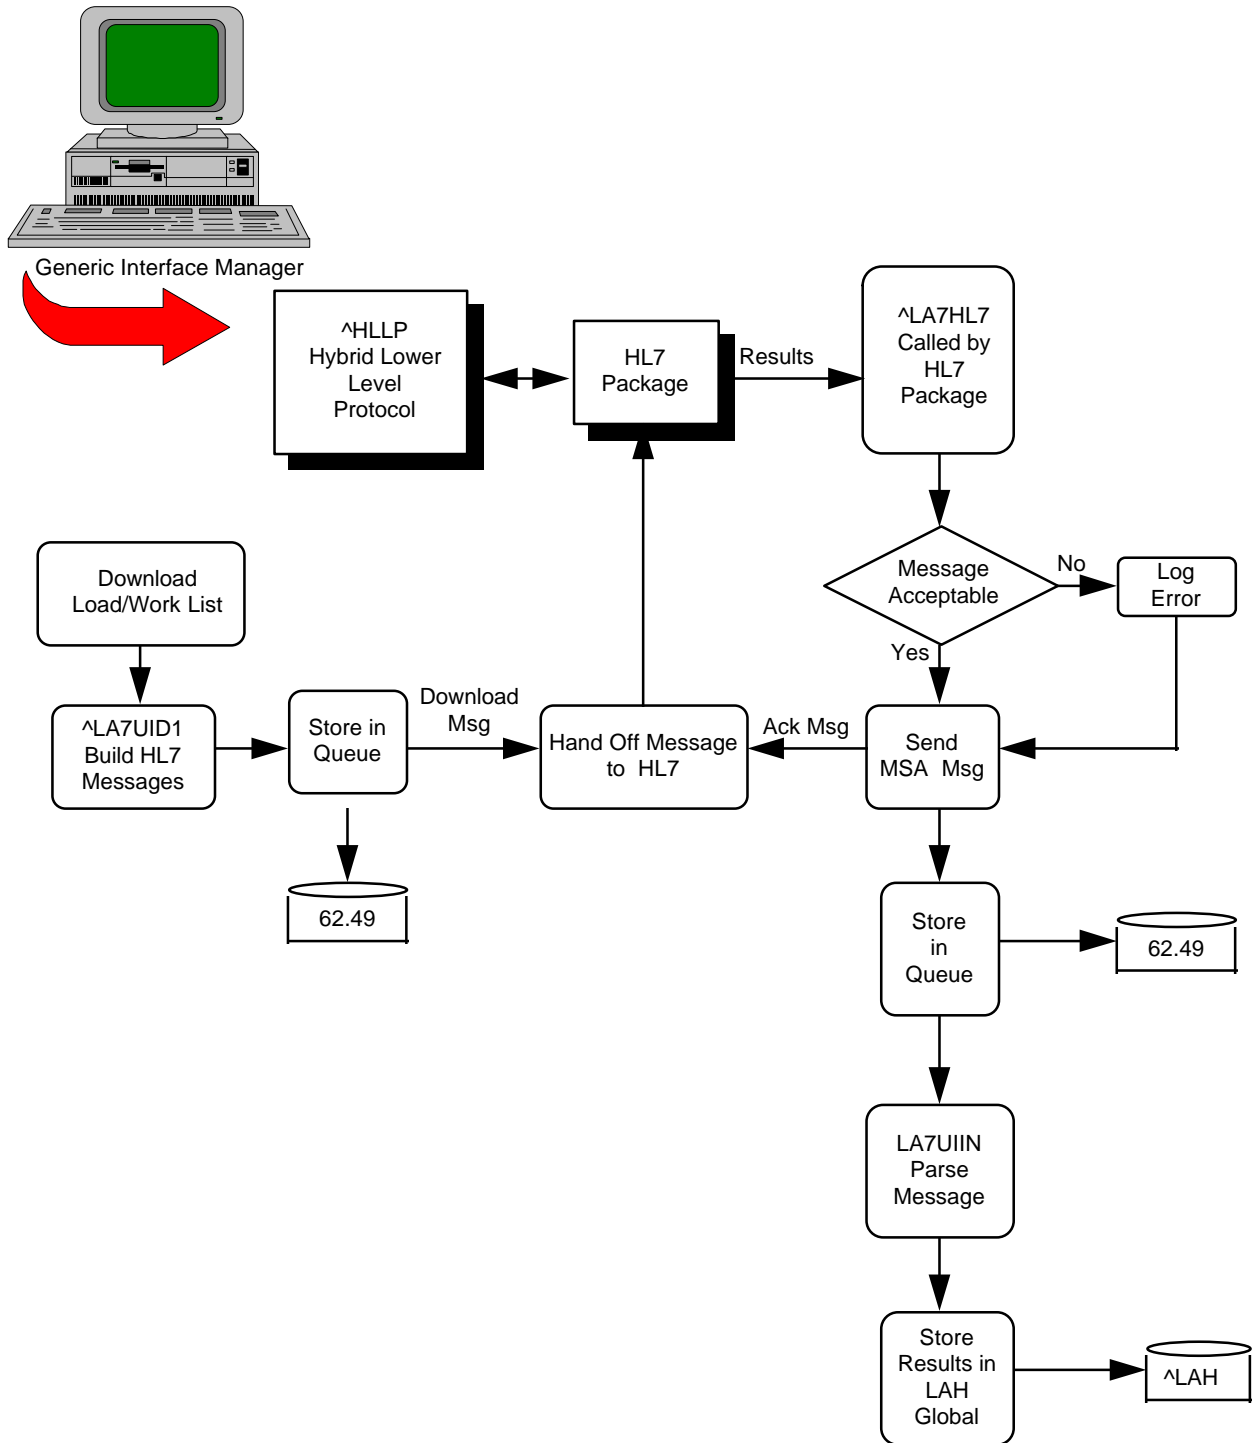 Generic Interface Manager
^HLLP
Hybrid Lower
Level
Protocol
HL7
Package
Results
^LA7HL7
Called by
HL7
Package
Message
Acceptable
No
Log
Error
Yes
Download
Load/Work List
^LA7UID1
Build HL7
Messages
Store in
Queue
Download
Msg
Hand Off Message
to HL7
Ack Msg
Send
MSA Msg
62.49
Store
in
Queue
62.49
LA7UIIN
Parse
Message
Store
Results in
LAH
Global
^LAH